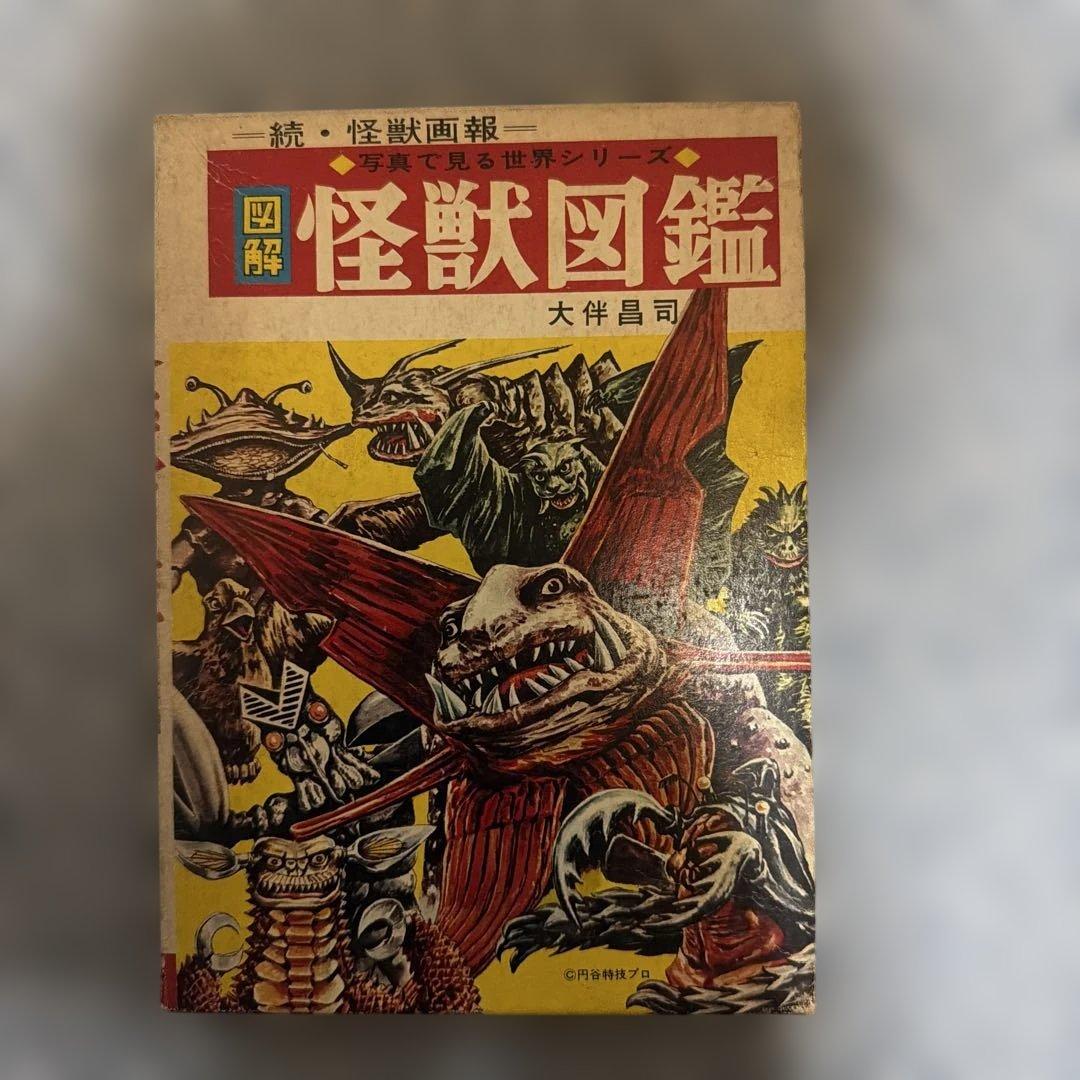 ＝続・怪獣画報＝
◆写真で見る世界シリーズ◆
図解 怪獣図鑑
大伴昌司
©円谷特技プロ